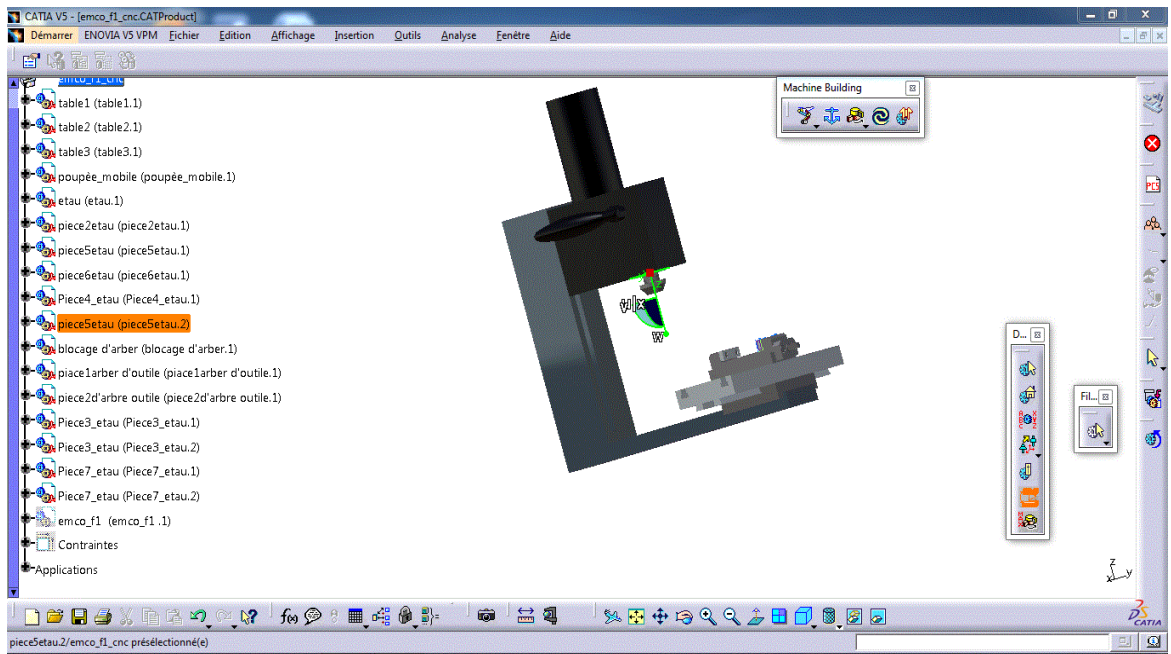 CATIA V5 - [emco_f1_cnc.CATProduct]
Démarrer ENOVIA V5 VPM Fichier Edition Affichage Insertion Outils Analyse Fenêtre Aide
emco_f1_cnc
table1 (table1.1)
table2 (table2.1)
table3 (table3.1)
poupée_mobile (poupée_mobile.1)
etau (etau.1)
piece2etau (piece2etau.1)
piece5etau (piece5etau.1)
piece6etau (piece6etau.1)
Piece4_etau (Piece4_etau.1)
piece5etau (piece5etau.2)
blocage d'arber (blocage d'arber.1)
piace1arber d'outile (piace1arber d'outile.1)
piece2d'arbre outile (piece2d'arbre outile.1)
Piece3_etau (Piece3_etau.1)
Piece3_etau (Piece3_etau.2)
Piece7_etau (Piece7_etau.1)
Piece7_etau (Piece7_etau.2)
emco_f1 (emco_f1 .1)
Contraintes
Applications
Machine Building
w
D...
Fil...
PCS
z
x
y
f(x)
CATIA
piece5etau.2/emco_f1_cnc présélectionné(e)